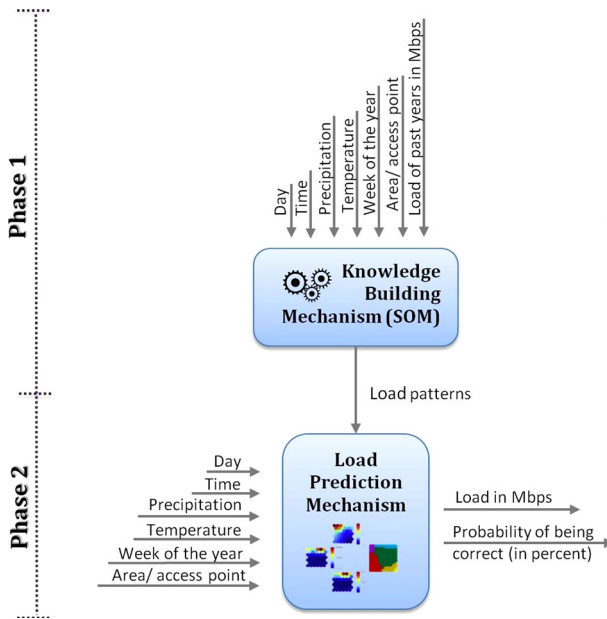 Phase 1
Day
Time
Precipitation
Temperature
Week of the year
Area/ access point
Load of past years in Mbps
Knowledge
Building
Mechanism (SOM)
Load patterns
Phase 2
Day
Time
Precipitation
Temperature
Week of the year
Area/ access point
Load
Prediction
Mechanism
Load in Mbps
Probability of being
correct (in percent)